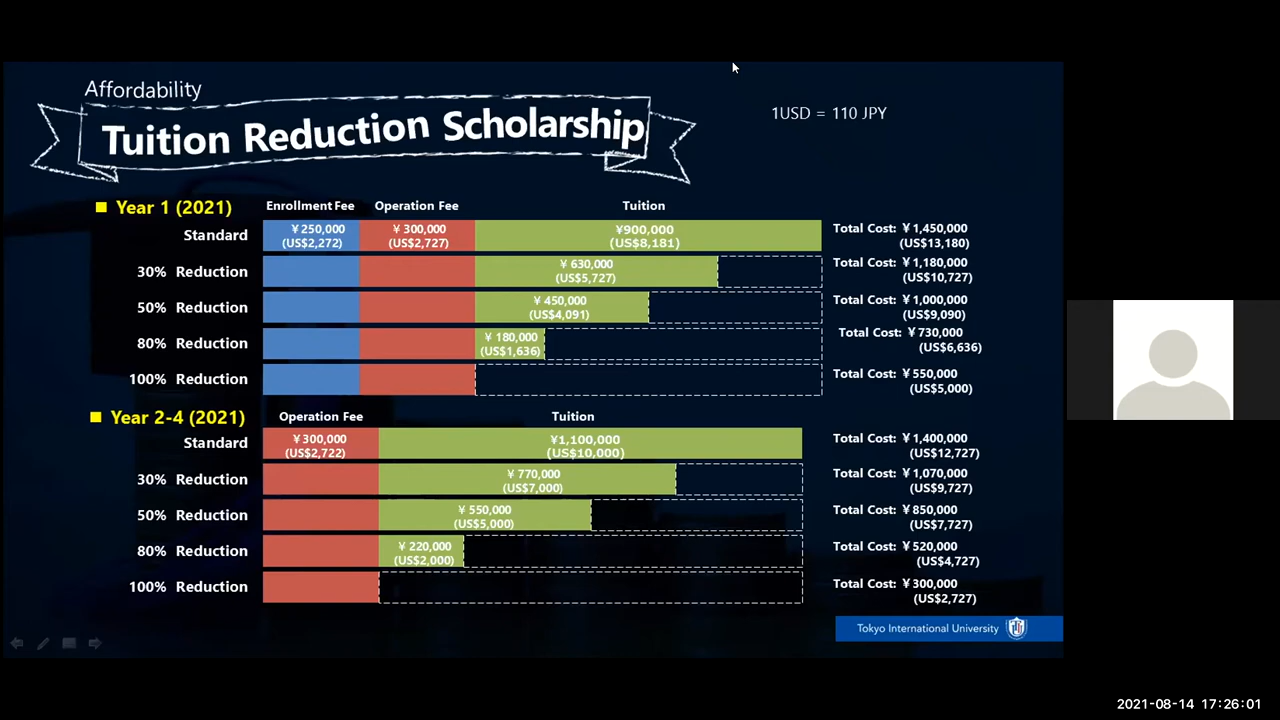 Affordability
Tuition Reduction Scholarship
1USD = 110 JPY
Year 1 (2021)
Enrollment Fee Operation Fee Tuition
Standard
¥250,000
(US$2,272)
¥300,000
(US$2,727)
¥900,000
(US$8,181)
Total Cost: ¥1,450,000
(US$13,180)
30% Reduction
¥630,000
(US$5,727)
Total Cost: ¥1,180,000
(US$10,727)
50% Reduction
¥450,000
(US$4,091)
Total Cost: ¥1,000,000
(US$9,090)
80% Reduction
¥180,000
(US$1,636)
Total Cost: ¥730,000
(US$6,636)
100% Reduction
Total Cost: ¥550,000
(US$5,000)
Year 2-4 (2021)
Operation Fee Tuition
Standard
¥300,000
(US$2,722)
¥1,100,000
(US$10,000)
Total Cost: ¥1,400,000
(US$12,727)
30% Reduction
¥770,000
(US$7,000)
Total Cost: ¥1,070,000
(US$9,727)
50% Reduction
¥550,000
(US$5,000)
Total Cost: ¥850,000
(US$7,727)
80% Reduction
¥220,000
(US$2,000)
Total Cost: ¥520,000
(US$4,727)
100% Reduction
Total Cost: ¥300,000
(US$2,727)
Tokyo International University
2021-08-14 17:26:01